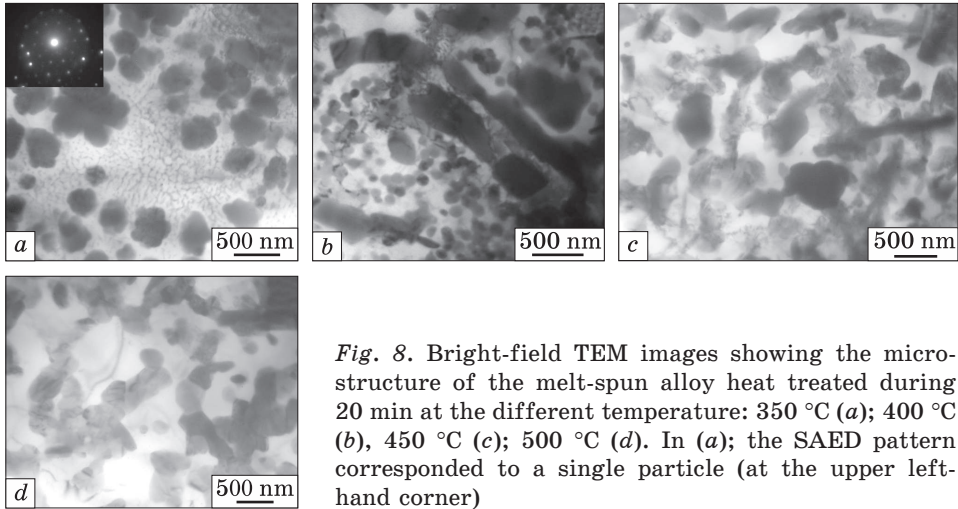 a
500 nm
b
500 nm
c
500 nm
d
500 nm
Fig. 8. Bright-field TEM images showing the micro-
structure of the melt-spun alloy heat treated during
20 min at the different temperature: 350 °C (a); 400 °C
(b), 450 °C (c); 500 °C (d). In (a); the SAED pattern
corresponded to a single particle (at the upper left-
hand corner)